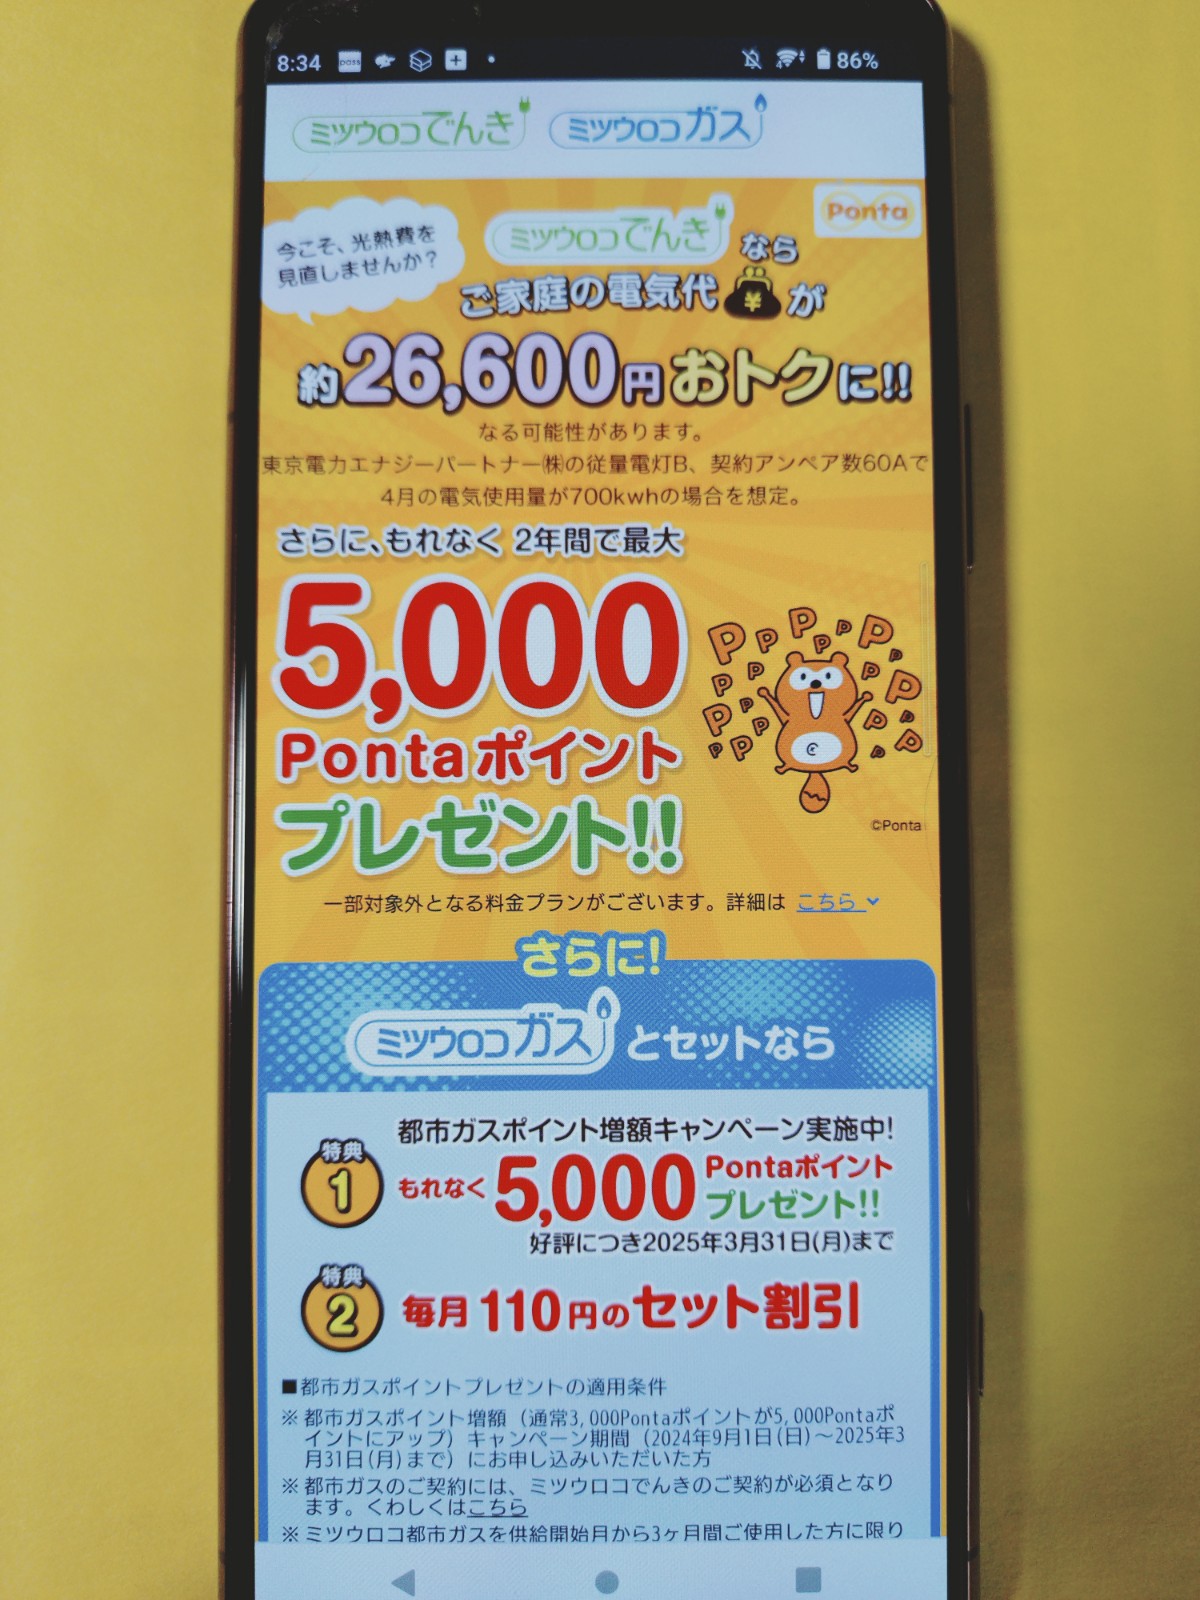 8:34
86%
ミツウロコでんき ミツウロコガス
Ponta
今こそ、光熱費を
見直しませんか？
ミツウロコでんき なら
ご家庭の電気代 ¥ が
約26,600円おトクに!!
なる可能性があります。
東京電力エナジーパートナー㈱の従量電灯B、契約アンペア数60Aで
4月の電気使用量が700kwhの場合を想定。
さらに、もれなく 2年間で最大
5,000
Pontaポイント
プレゼント!!
©Ponta
一部対象外となる料金プランがございます。詳細は こちら
さらに!
ミツウロコガス とセットなら
都市ガスポイント増額キャンペーン実施中!
特典
1
もれなく 5,000 Pontaポイント
プレゼント!!
好評につき2025年3月31日(月)まで
特典
2
毎月110円のセット割引
■都市ガスポイントプレゼントの適用条件
※都市ガスポイント増額（通常3,000Pontaポイントが5,000Pontaポ
イントにアップ）キャンペーン期間（2024年9月1日(日)～2025年3
月31日(月)まで）にお申し込みいただいた方
※都市ガスのご契約には、ミツウロコでんきのご契約が必須となり
ます。くわしくはこちら
※ミツウロコ都市ガスを供給開始月から3ヶ月間ご使用した方に限り